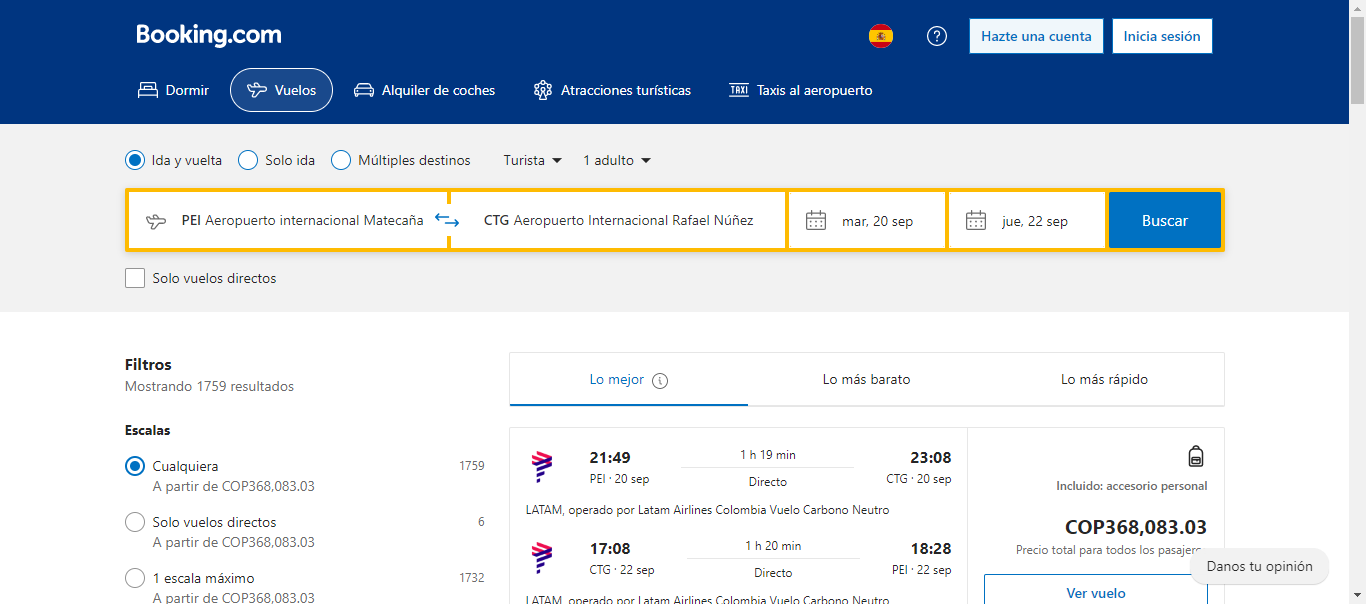 Booking.com
Hazte una cuenta
Inicia sesión
Dormir
Vuelos
Alquiler de coches
Atracciones turísticas
TAXI Taxis al aeropuerto
Ida y vuelta
Solo ida
Múltiples destinos
Turista
1 adulto
PEI Aeropuerto internacional Matecaña
CTG Aeropuerto Internacional Rafael Núñez
mar, 20 sep
jue, 22 sep
Buscar
Solo vuelos directos
Filtros
Mostrando 1759 resultados
Escalas
Cualquiera 1759
A partir de COP368,083.03
Solo vuelos directos 6
A partir de COP368,083.03
1 escala máximo 1732
A partir de COP368,083.03
Lo mejor
Lo más barato
Lo más rápido
21:49 1 h 19 min 23:08
PEI · 20 sep Directo CTG · 20 sep
LATAM, operado por Latam Airlines Colombia Vuelo Carbono Neutro
17:08 1 h 20 min 18:28
CTG · 22 sep Directo PEI · 22 sep
LATAM, operado por Latam Airlines Colombia Vuelo Carbono Neutro
Incluido: accesorio personal
COP368,083.03
Precio total para todos los pasajero
Ver vuelo
Danos tu opinión